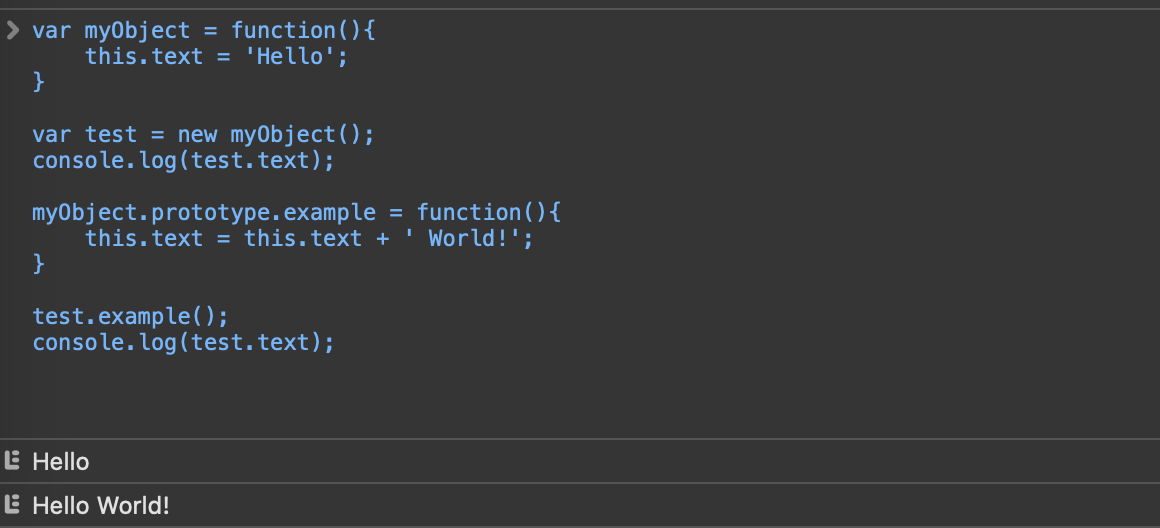 var myObject = function(){
    this.text = 'Hello';
}
var test = new myObject();
console.log(test.text);
myObject.prototype.example = function(){
    this.text = this.text + ' World!';
}
test.example();
console.log(test.text);
Hello
Hello World!